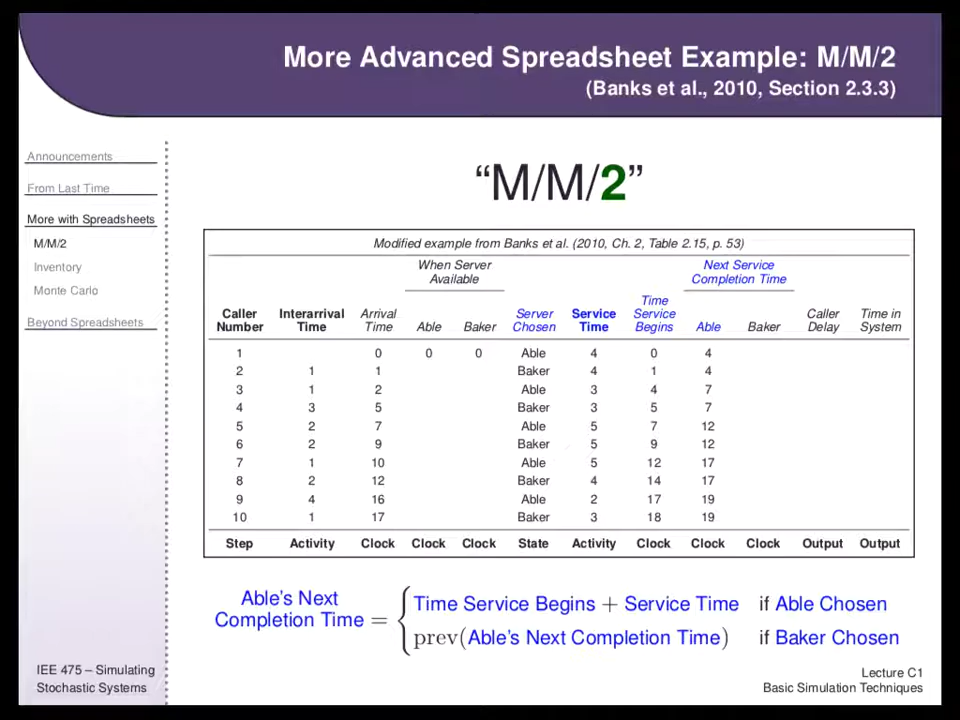 More Advanced Spreadsheet Example: M/M/2
(Banks et al., 2010, Section 2.3.3)
Announcements
From Last Time
More with Spreadsheets
M/M/2
Inventory
Monte Carlo
Beyond Spreadsheets
“M/M/2”
Modified example from Banks et al. (2010, Ch. 2, Table 2.15, p. 53)
When Server Available
Next Service Completion Time
Caller Number Interarrival Time Arrival Time Able Baker Server Chosen Service Time Time Service Begins Able Baker Caller Delay Time in System
1 0 0 0 Able 4 0 4
2 1 1 Baker 4 1 4
3 1 2 Able 3 4 7
4 3 5 Baker 3 5 7
5 2 7 Able 5 7 12
6 2 9 Baker 5 9 12
7 1 10 Able 5 12 17
8 2 12 Baker 4 14 17
9 4 16 Able 2 17 19
10 1 17 Baker 3 18 19
Step Activity Clock Clock Clock State Activity Clock Clock Clock Output Output
Able’s Next Completion Time = { Time Service Begins + Service Time if Able Chosen
prev(Able’s Next Completion Time) if Baker Chosen
IEE 475 – Simulating
Stochastic Systems
Lecture C1
Basic Simulation Techniques